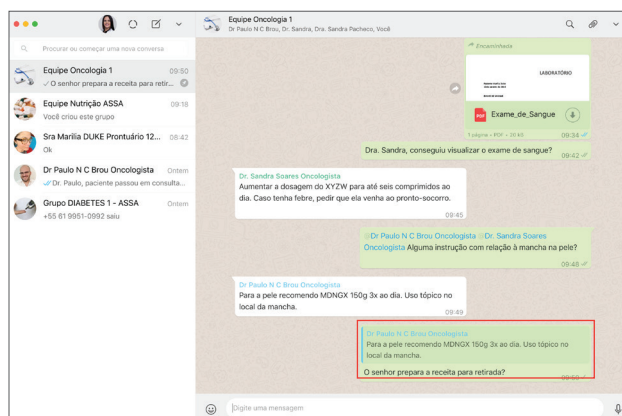 Equipe Oncologia 1
Dr Paulo N C Brou, Dr. Sandra, Dra. Sandra Pacheco, Você
Procurar ou começar uma nova conversa
Equipe Oncologia 1 09:50
O senhor prepara a receita para retir...
Equipe Nutrição ASSA 09:18
Você criou este grupo
Sra Marilia DUKE Prontuário 12... 08:42
Ok
Dr Paulo N C Brou Oncologista Ontem
Dr. Paulo, paciente passou em consulta...
Grupo DIABETES 1 - ASSA Ontem
+55 61 9951-0992 saiu
Encaminhada
LABORATÓRIO
PDF Exame_de_Sangue
1 página • PDF • 20 kB 09:34
Dra. Sandra, conseguiu visualizar o exame de sangue?
09:42
Dr. Sandra Soares Oncologista
Aumentar a dosagem do XYZW para até seis comprimidos ao
dia. Caso tenha febre, pedir que ela venha ao pronto-socorro.
09:45
@Dr Paulo N C Brou Oncologista @Dr. Sandra Soares
Oncologista Alguma instrução com relação à mancha na pele?
09:48
Dr Paulo N C Brou Oncologista
Para a pele recomendo MDNGX 150g 3x ao dia. Uso tópico no
local da mancha.
09:49
Dr Paulo N C Brou Oncologista
Para a pele recomendo MDNGX 150g 3x ao dia. Uso tópico no
local da mancha.
O senhor prepara a receita para retirada?
09:50
Digite uma mensagem